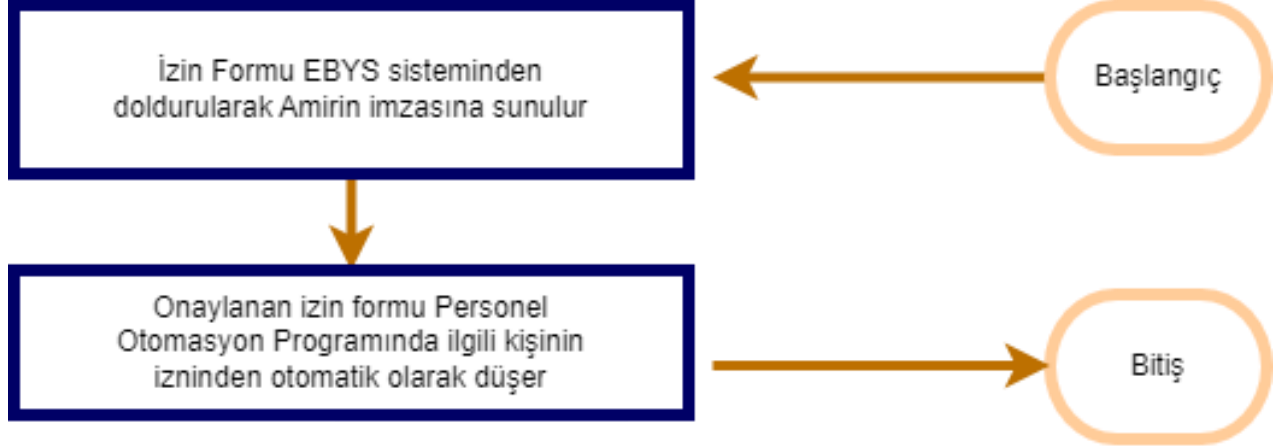 Başlangıç
İzin Formu EBYS sisteminden
doldurularak Amirin imzasına sunulur
Onaylanan izin formu Personel
Otomasyon Programında ilgili kişinin
izninden otomatik olarak düşer
Bitiş